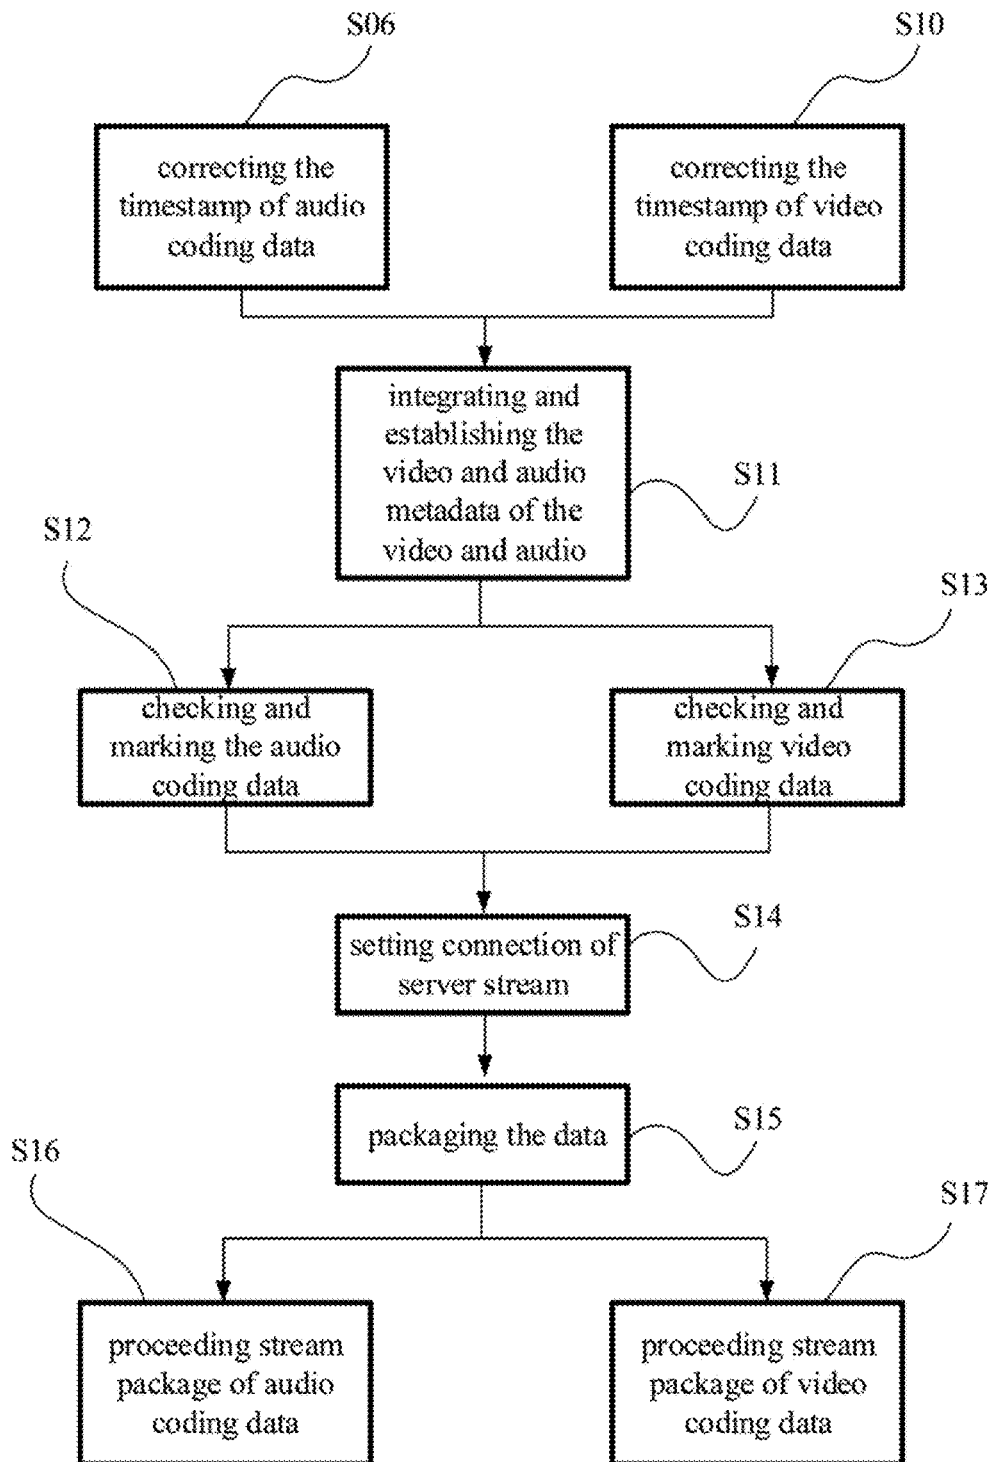 S06
S10
correcting the
timestamp of audio
coding data
correcting the
timestamp of video
coding data
integrating and
establishing the
video and audio
metadata of the
video and audio
S11
S12
S13
checking and
marking the audio
coding data
checking and
marking video
coding data
setting connection of
server stream
S14
packaging the data
S15
S16
S17
proceeding stream
package of audio
coding data
proceeding stream
package of video
coding data